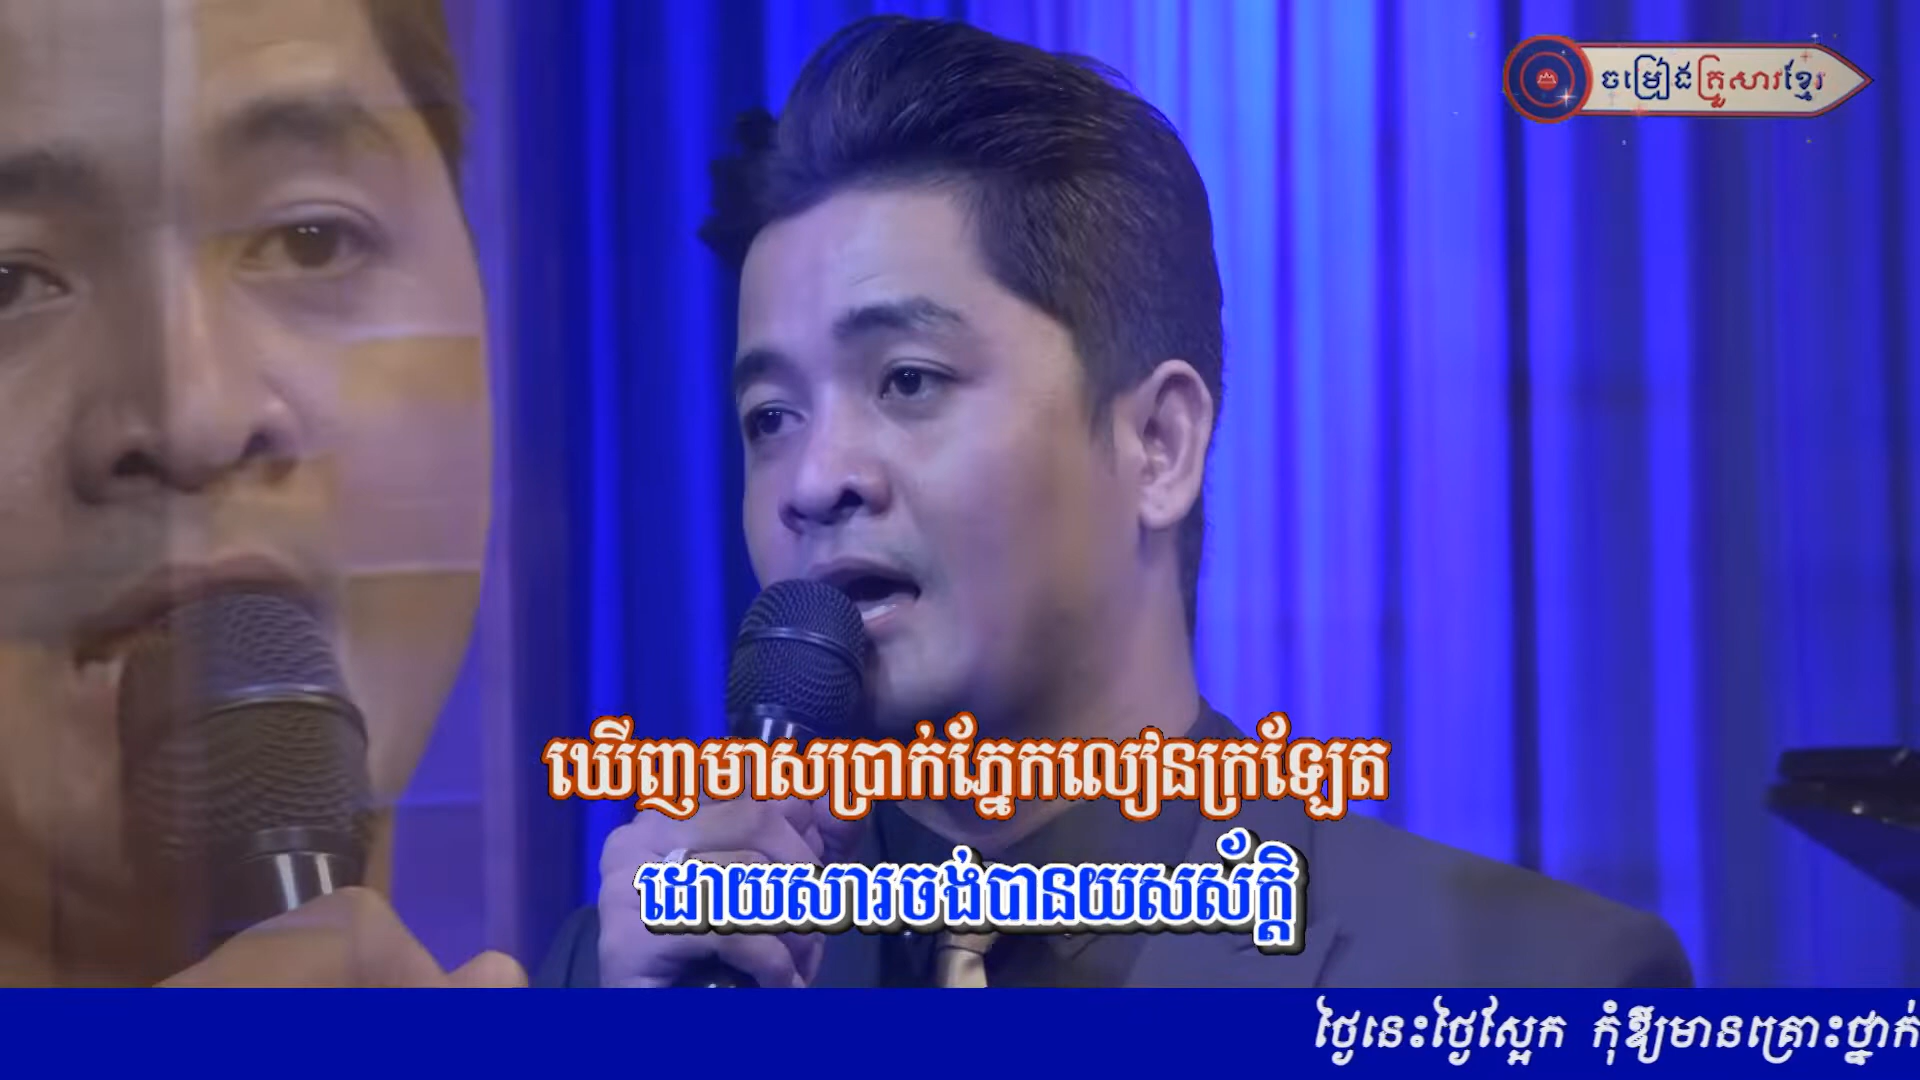 ចម្រៀងគ្រួសារខ្មែរ
ឃើញមាសប្រាក់ភ្នែកលៀនក្រឡែត
ដោយសារចង់បានយសស័ក្តិ
ថ្ងៃនេះថ្ងៃស្អែក កុំឱ្យមានគ្រោះថ្នាក់